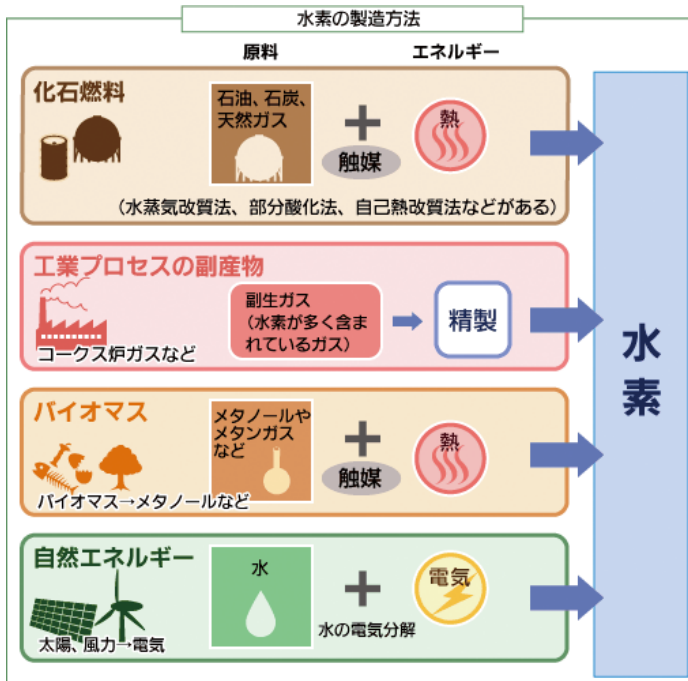 水素の製造方法
原料
エネルギー
化石燃料
石油、石炭、
天然ガス
触媒
熱
（水蒸気改質法、部分酸化法、自己熱改質法などがある）
工業プロセスの副産物
コークス炉ガスなど
副生ガス
（水素が多く含ま
れているガス）
精製
バイオマス
バイオマス→メタノールなど
メタノールや
メタンガス
など
触媒
熱
自然エネルギー
太陽、風力→電気
水
水の電気分解
電気
水素